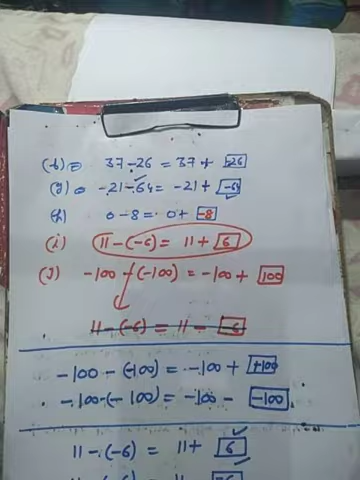 (f) 37-26 = 37 + -26
(g) -21-64 = -21 + -64
(h) 0-8 = 0 + -8
(i) 11-(-6) = 11 + 6
(J) -100 - (-100) = -100 + 100
11-(-6) = 11 - -6
-100 - (-100) = -100 + +100
-100-(-100) = -100 - -100
11-(-6) = 11 + 6